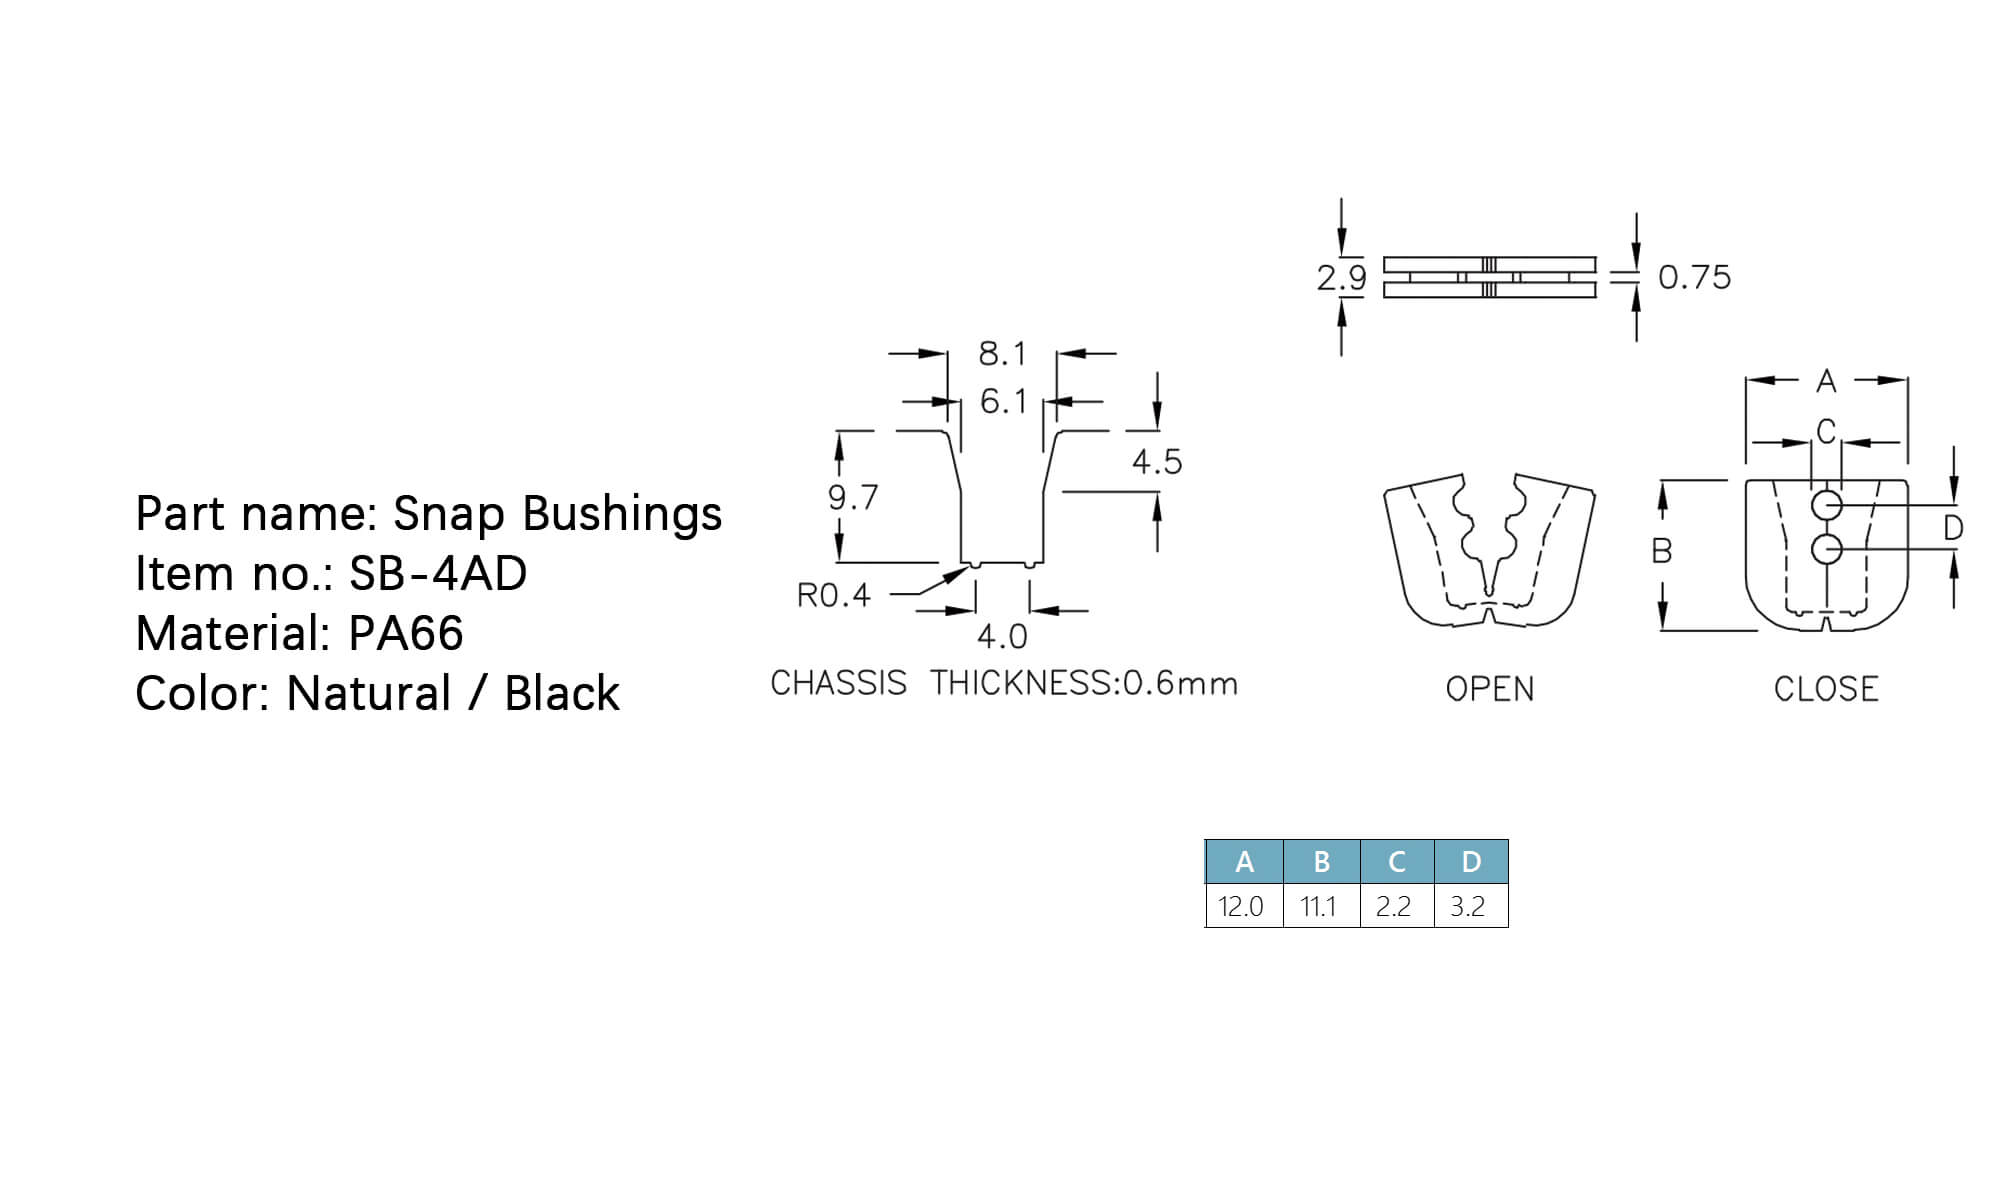 Part name: Snap Bushings
Item no.: SB-4AD
Material: PA66
Color: Natural / Black
8.1
6.1
4.5
9.7
R0.4
4.0
CHASSIS THICKNESS:0.6mm
2.9
0.75
OPEN
A
C
B
D
CLOSE
A B C D
12.0 11.1 2.2 3.2